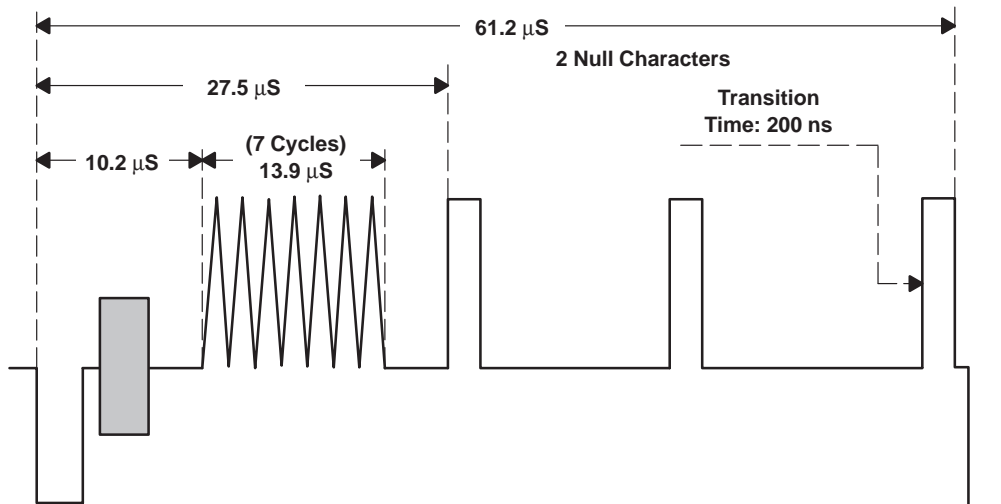 61.2 μS
2 Null Characters
27.5 μS
Transition
Time: 200 ns
(7 Cycles)
10.2 μS
13.9 μS